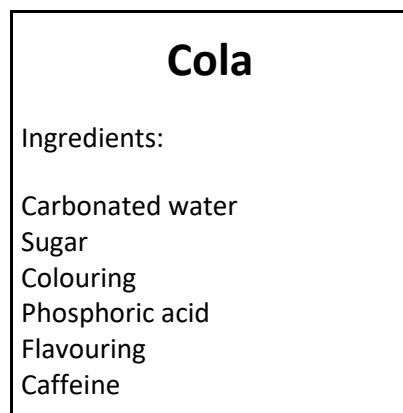 Cola
Ingredients:
Carbonated water
Sugar
Colouring
Phosphoric acid
Flavouring
Caffeine